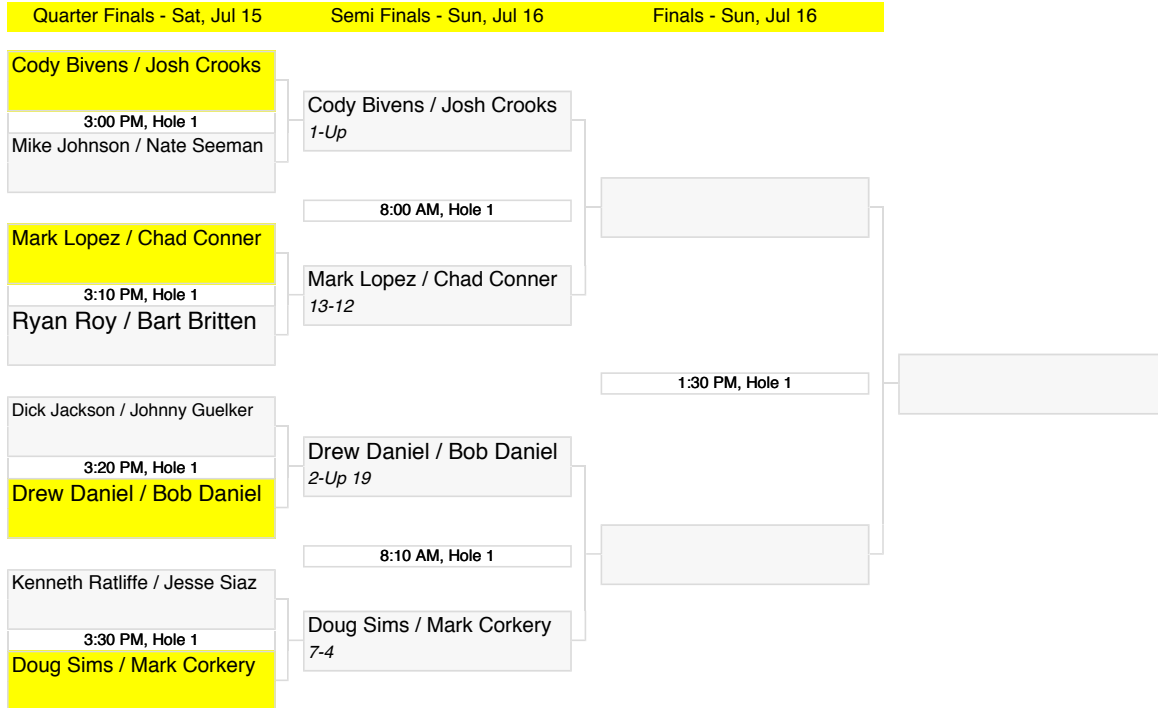 Quarter Finals - Sat, Jul 15
Semi Finals - Sun, Jul 16
Finals - Sun, Jul 16
Cody Bivens / Josh Crooks
3:00 PM, Hole 1
Mike Johnson / Nate Seeman
Mark Lopez / Chad Conner
3:10 PM, Hole 1
Ryan Roy / Bart Britten
Dick Jackson / Johnny Guelker
3:20 PM, Hole 1
Drew Daniel / Bob Daniel
Kenneth Ratliffe / Jesse Siaz
3:30 PM, Hole 1
Doug Sims / Mark Corkery
Cody Bivens / Josh Crooks
1-Up
8:00 AM, Hole 1
Mark Lopez / Chad Conner
13-12
Drew Daniel / Bob Daniel
2-Up 19
8:10 AM, Hole 1
Doug Sims / Mark Corkery
7-4
1:30 PM, Hole 1